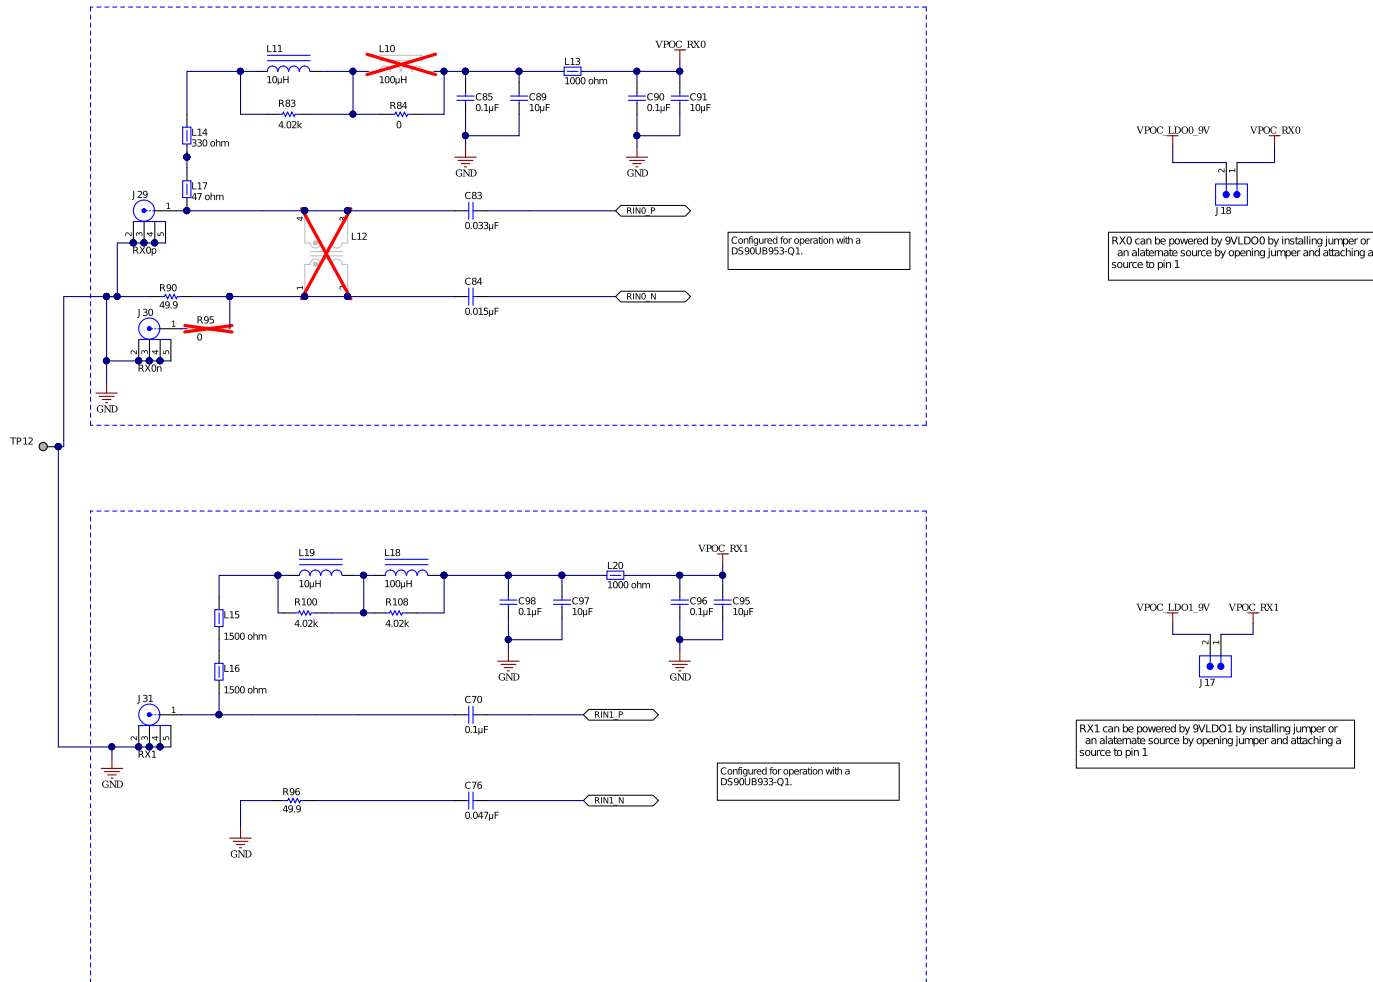 VPOC_RX0
L11
L10
L13
10µH
100µH
1000 ohm
C85
0.1µF
C89
10µF
C90
0.1µF
C91
10µF
R83
4.02k
R84
0
L14
330 ohm
GND
GND
L17
47 ohm
J29
1
2
3
4
5
RX0p
C83
0.033µF
RIN0_P
4
3
L12
1
2
Configured for operation with a
DS90UB953-Q1.
R90
49.9
C84
0.015µF
RIN0_N
J30
1
R95
0
2
3
4
5
RX0n
GND
VPOC_LDO0_9V
VPOC_RX0
2
1
J18
RX0 can be powered by 9VLDO0 by installing jumper or
an alaternate source by opening jumper and attaching a
source to pin 1
TP12
VPOC_RX1
L19
L18
L20
10µH
100µH
1000 ohm
R100
4.02k
R108
4.02k
C98
0.1µF
C97
10µF
C96
0.1µF
C95
10µF
L15
1500 ohm
GND
GND
L16
1500 ohm
J31
1
2
3
4
5
RX1
GND
C70
0.1µF
RIN1_P
Configured for operation with a
DS90UB933-Q1.
R96
49.9
C76
0.047µF
RIN1_N
GND
VPOC_LDO1_9V
VPOC_RX1
2
1
J17
RX1 can be powered by 9VLDO1 by installing jumper or
an alaternate source by opening jumper and attaching a
source to pin 1